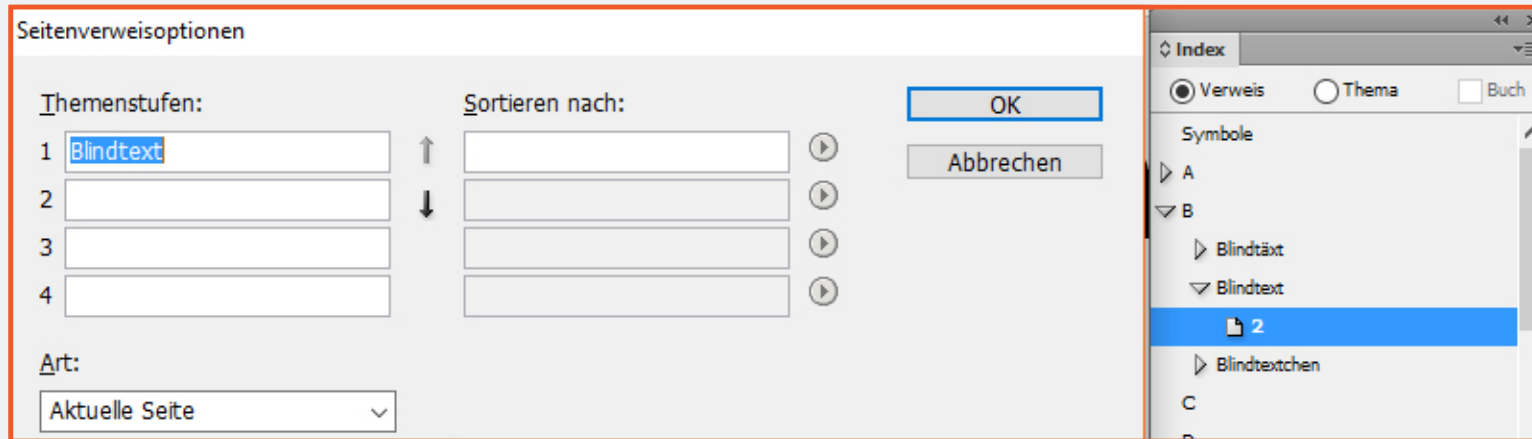 Seitenverweisoptionen
Themenstufen:
Sortieren nach:
1 Blindtext
2
3
4
OK
Abbrechen
Art:
Aktuelle Seite
Index
Verweis
Thema
Buch
Symbole
A
B
Blindtäxt
Blindtext
2
Blindtextchen
C